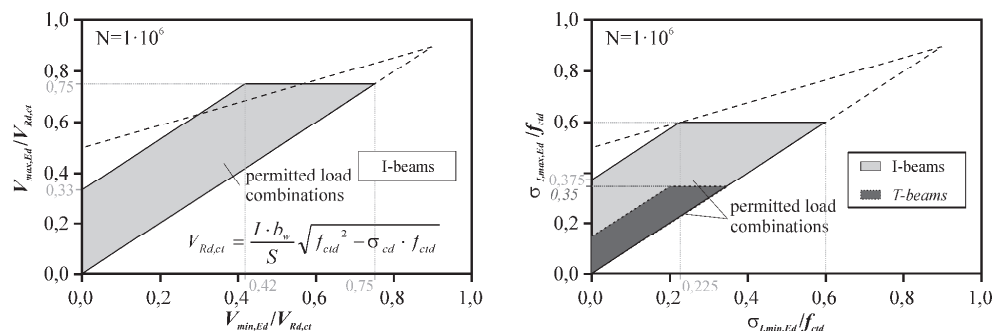 1,0
N=1·10⁶
0,8
0,75
0,6
0,4
0,33
0,2
0,0
V_max,Ed/V_Rd,ct
I-beams
permitted load
combinations
V_Rd,ct = I·b_w/S √(f_ctd² − σ_cd · f_ctd)
0,0
0,2
0,4
0.42
0,6
0.75
0,8
1,0
V_min,Ed/V_Rd,ct
1,0
N=1·10⁶
0,8
0,6
0,4
0.375
0,35
0,2
0,0
σ_I,max,Ed/f_ctd
I-beams
T-beams
permitted load
combinations
0,0
0,2
0.225
0,4
0,6
0,8
1,0
σ_I,min,Ed/f_ctd